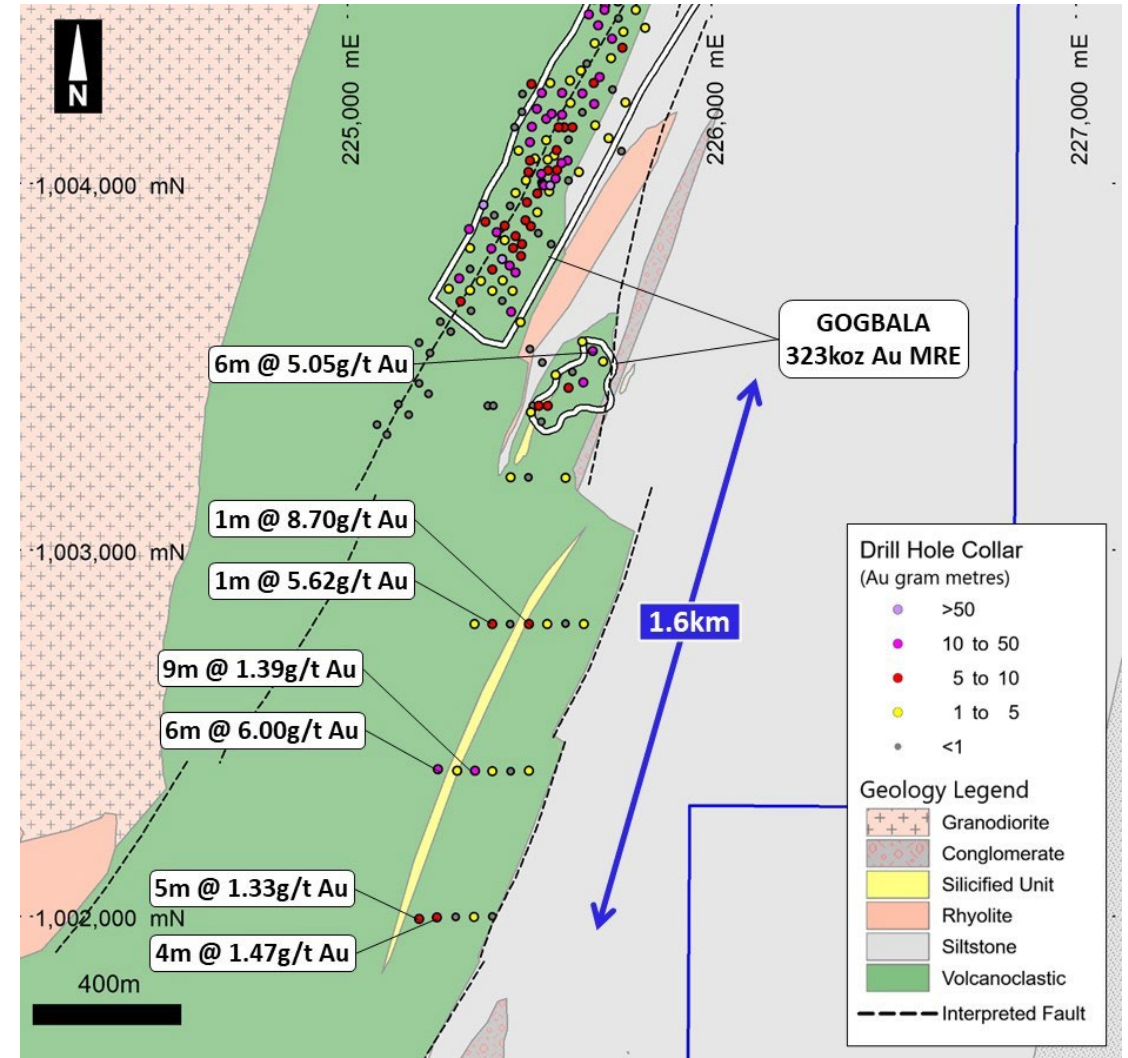 N
225,000 mE
226,000 mE
227,000 mE
1,004,000 mN
GOGBALA
323koz Au MRE
6m @ 5.05g/t Au
1m @ 8.70g/t Au
1,003,000 mN
1m @ 5.62g/t Au
1.6km
9m @ 1.39g/t Au
6m @ 6.00g/t Au
5m @ 1.33g/t Au
1,002,000 mN
4m @ 1.47g/t Au
400m
Drill Hole Collar
(Au gram metres)
>50
10 to 50
5 to 10
1 to 5
<1
Geology Legend
Granodiorite
Conglomerate
Silicified Unit
Rhyolite
Siltstone
Volcanoclastic
Interpreted Fault